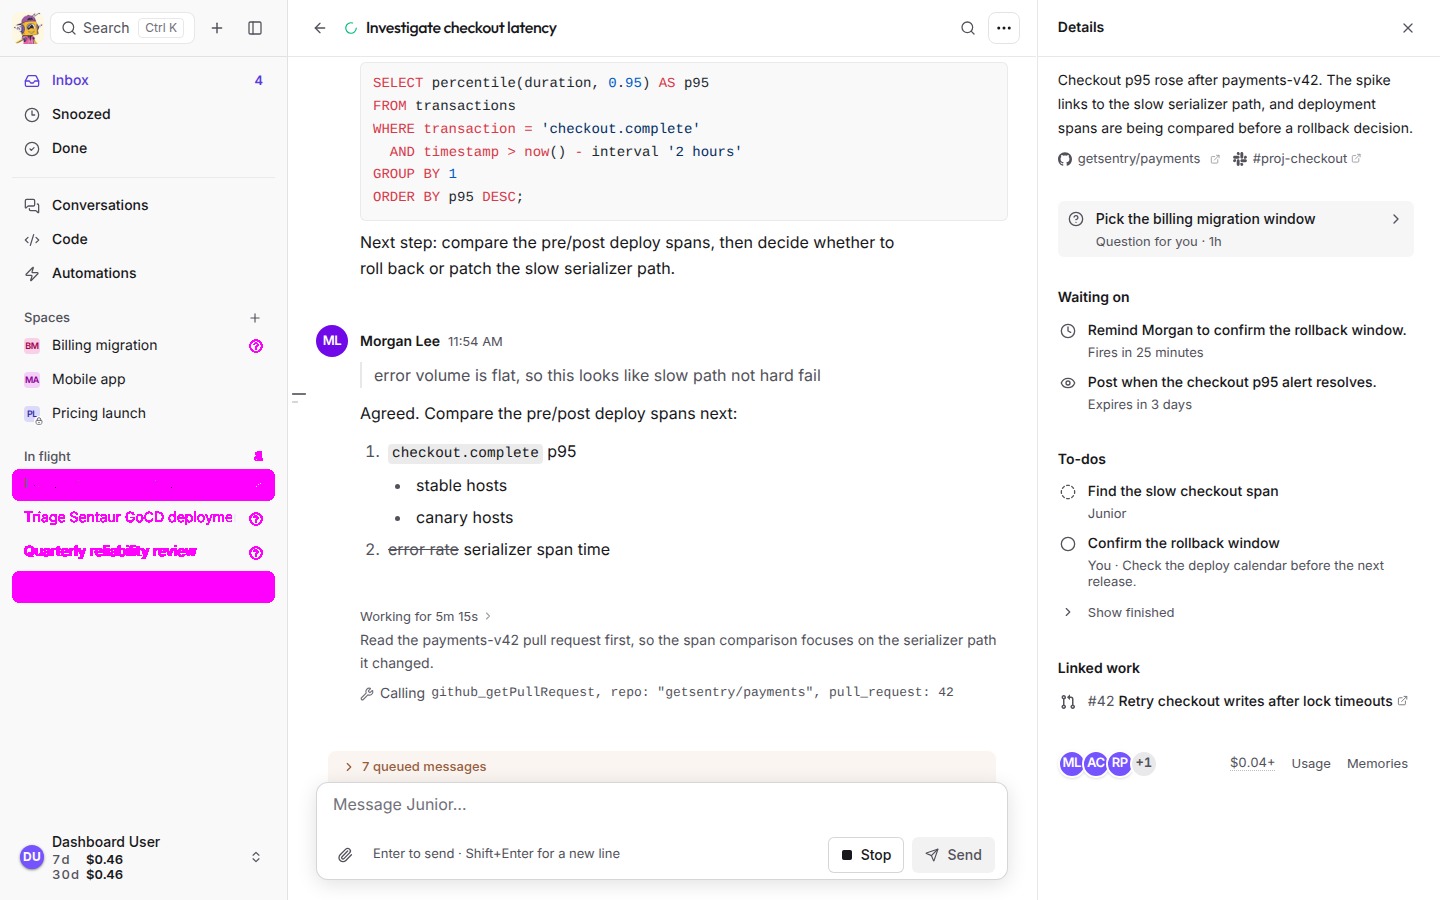 Search Ctrl K
Inbox 4
Snoozed
Done
Conversations
Code
Automations
Spaces
BM Billing migration
MA Mobile app
PL Pricing launch
In flight
Triage Sentaur GoCD deployme
Quarterly reliability review
DU Dashboard User
7d $0.46
30d $0.46
Investigate checkout latency
SELECT percentile(duration, 0.95) AS p95
FROM transactions
WHERE transaction = 'checkout.complete'
AND timestamp > now() - interval '2 hours'
GROUP BY 1
ORDER BY p95 DESC;
Next step: compare the pre/post deploy spans, then decide whether to
roll back or patch the slow serializer path.
ML Morgan Lee 11:54 AM
error volume is flat, so this looks like slow path not hard fail
Agreed. Compare the pre/post deploy spans next:
1. checkout.complete p95
• stable hosts
• canary hosts
2. error rate serializer span time
Working for 5m 15s
Read the payments-v42 pull request first, so the span comparison focuses on the serializer path
it changed.
Calling github_getPullRequest, repo: "getsentry/payments", pull_request: 42
7 queued messages
Message Junior...
Enter to send · Shift+Enter for a new line
Stop
Send
Details
Checkout p95 rose after payments-v42. The spike
links to the slow serializer path, and deployment
spans are being compared before a rollback decision.
getsentry/payments #proj-checkout
Pick the billing migration window
Question for you · 1h
Waiting on
Remind Morgan to confirm the rollback window.
Fires in 25 minutes
Post when the checkout p95 alert resolves.
Expires in 3 days
To-dos
Find the slow checkout span
Junior
Confirm the rollback window
You · Check the deploy calendar before the next
release.
Show finished
Linked work
#42 Retry checkout writes after lock timeouts
ML AC RP +1 $0.04+ Usage Memories